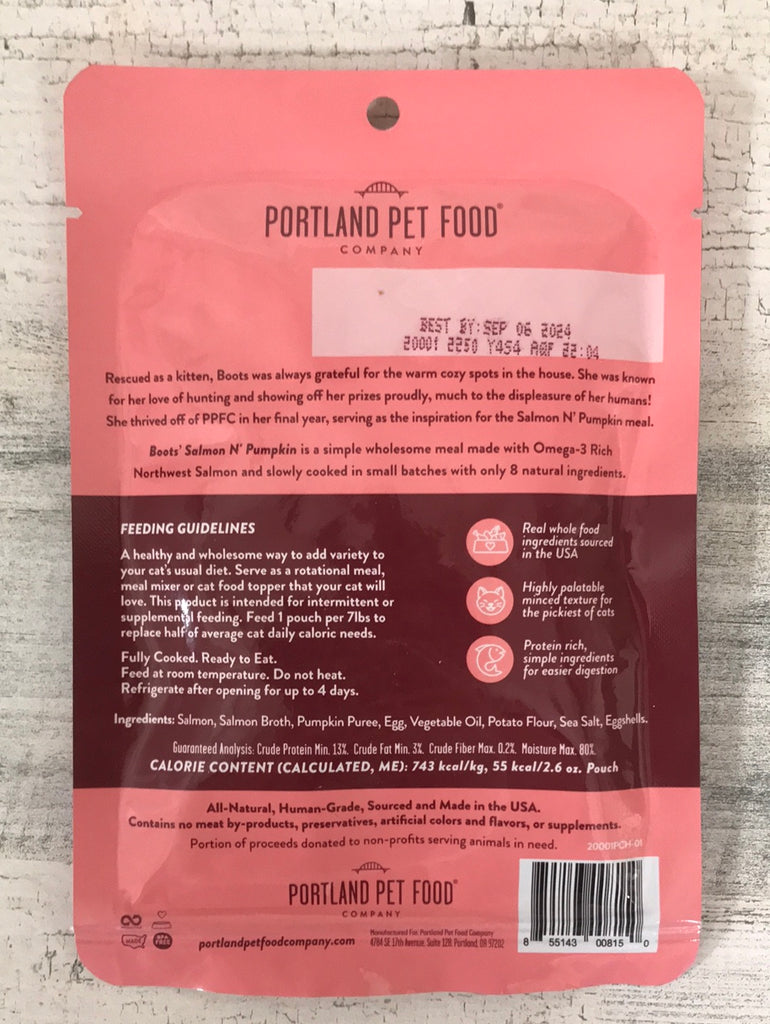 PORTLAND PET FOOD®
COMPANY
BEST BY: SEP 06 2024
20001 2250 Y454 AQF 22:04
Rescued as a kitten, Boots was always grateful for the warm cozy spots in the house. She was known
for her love of hunting and showing off her prizes proudly, much to the displeasure of her humans!
She thrived off of PPFC in her final year, serving as the inspiration for the Salmon N' Pumpkin meal.
Boots' Salmon N' Pumpkin is a simple wholesome meal made with Omega-3 Rich
Northwest Salmon and slowly cooked in small batches with only 8 natural ingredients.
FEEDING GUIDELINES
A healthy and wholesome way to add variety to
your cat's usual diet. Serve as a rotational meal,
meal mixer or cat food topper that your cat will
love. This product is intended for intermittent or
supplemental feeding. Feed 1 pouch per 7lbs to
replace half of average cat daily caloric needs.
Fully Cooked. Ready to Eat.
Feed at room temperature. Do not heat.
Refrigerate after opening for up to 4 days.
Real whole food
ingredients sourced
in the USA
Highly palatable
minced texture for
the pickiest of cats
Protein rich,
simple ingredients
for easier digestion
Ingredients: Salmon, Salmon Broth, Pumpkin Puree, Egg, Vegetable Oil, Potato Flour, Sea Salt, Eggshells.
Guaranteed Analysis: Crude Protein Min. 13%. Crude Fat Min. 3%. Crude Fiber Max. 0.2%. Moisture Max. 80%.
CALORIE CONTENT (CALCULATED, ME): 743 kcal/kg, 55 kcal/2.6 oz. Pouch
All-Natural, Human-Grade, Sourced and Made in the USA.
Contains no meat by-products, preservatives, artificial colors and flavors, or supplements.
Portion of proceeds donated to non-profits serving animals in need.
20001PCH-01
PORTLAND PET FOOD®
COMPANY
MADE
BPA
FREE
portlandpetfoodcompany.com
Manufactured For: Portland Pet Food Company
4784 SE 17th Avenue, Suite 128, Portland, OR 97202
8 55143 00815 0